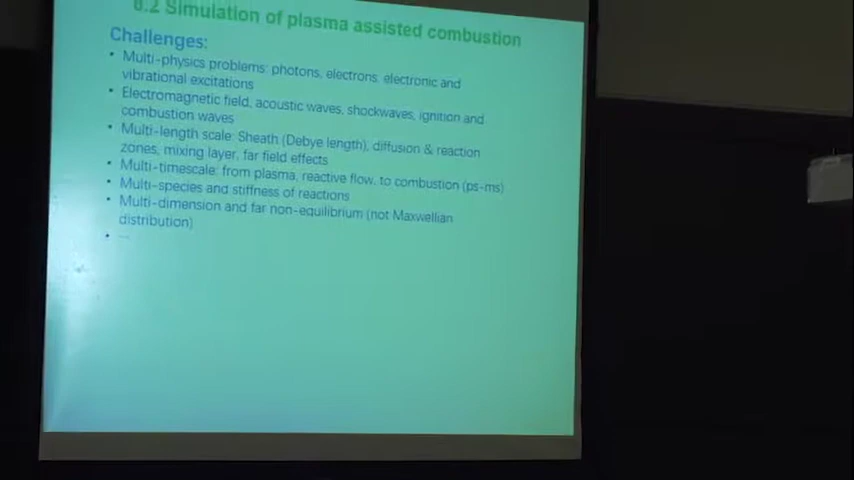 8.2 Simulation of plasma assisted combustion
Challenges:
• Multi-physics problems: photons, electrons, electronic and
vibrational excitations
• Electromagnetic field, acoustic waves, shockwaves, ignition and
combustion waves
• Multi-length scale: Sheath (Debye length), diffusion & reaction
zones, mixing layer, far field effects
• Multi-timescale: from plasma, reactive flow, to combustion (ps-ms)
• Multi-species and stiffness of reactions
• Multi-dimension and far non-equilibrium (not Maxwellian
distribution)
• ...